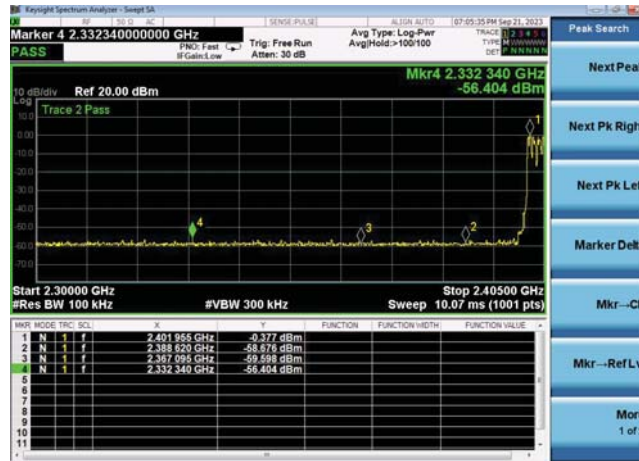 Keysight Spectrum Analyzer - Swept SA
RF 50 Ω AC SENSE:PULSE ALIGN AUTO 07:05:35 PM Sep 21, 2023
Marker 4 2.332340000000 GHz
PASS
PNO: Fast
IFGain:Low
Trig: Free Run
Atten: 30 dB
Avg Type: Log-Pwr
Avg|Hold:>100/100
TRACE 1 2 3 4 5 6
TYPE M W W W W W
DET P N N N N N
Mkr4 2.332 340 GHz
-56.404 dBm
10 dB/div Ref 20.00 dBm
Log
Trace 2 Pass
10.0
0.00
-10.0
-20.0
-30.0
-40.0
-50.0
-60.0
-70.0
1
4
3
2
Start 2.30000 GHz Stop 2.40500 GHz
#Res BW 100 kHz #VBW 300 kHz Sweep 10.07 ms (1001 pts)
MKR MODE TRC SCL X Y FUNCTION FUNCTION WIDTH FUNCTION VALUE
1 N 1 f 2.401 955 GHz -0.377 dBm
2 N 1 f 2.388 620 GHz -58.676 dBm
3 N 1 f 2.367 095 GHz -59.598 dBm
4 N 1 f 2.332 340 GHz -56.404 dBm
5
6
7
8
9
10
11
Peak Search
Next Pea
Next Pk Righ
Next Pk Le
Marker Delt
Mkr→C
Mkr→Ref Lv
Mor
1 of